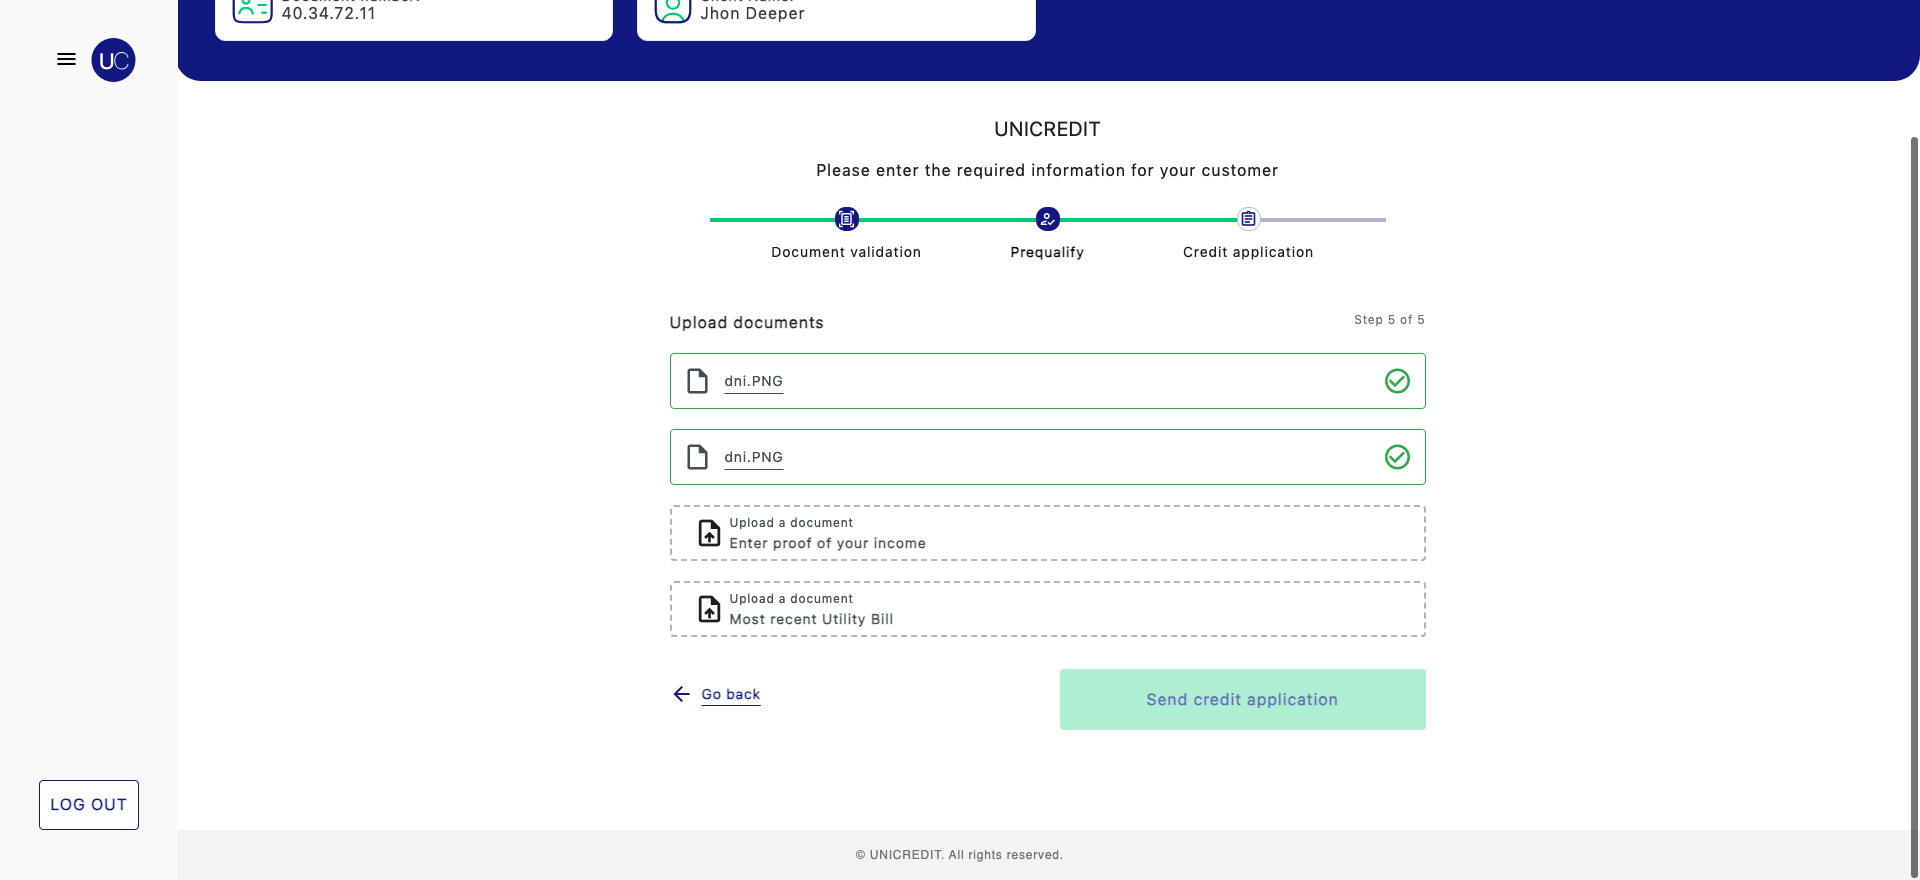 40.34.72.11
Jhon Deeper
UC
UNICREDIT
Please enter the required information for your customer
Document validation
Prequalify
Credit application
Upload documents
Step 5 of 5
dni.PNG
dni.PNG
Upload a document
Enter proof of your income
Upload a document
Most recent Utility Bill
Go back
Send credit application
LOG OUT
© UNICREDIT. All rights reserved.